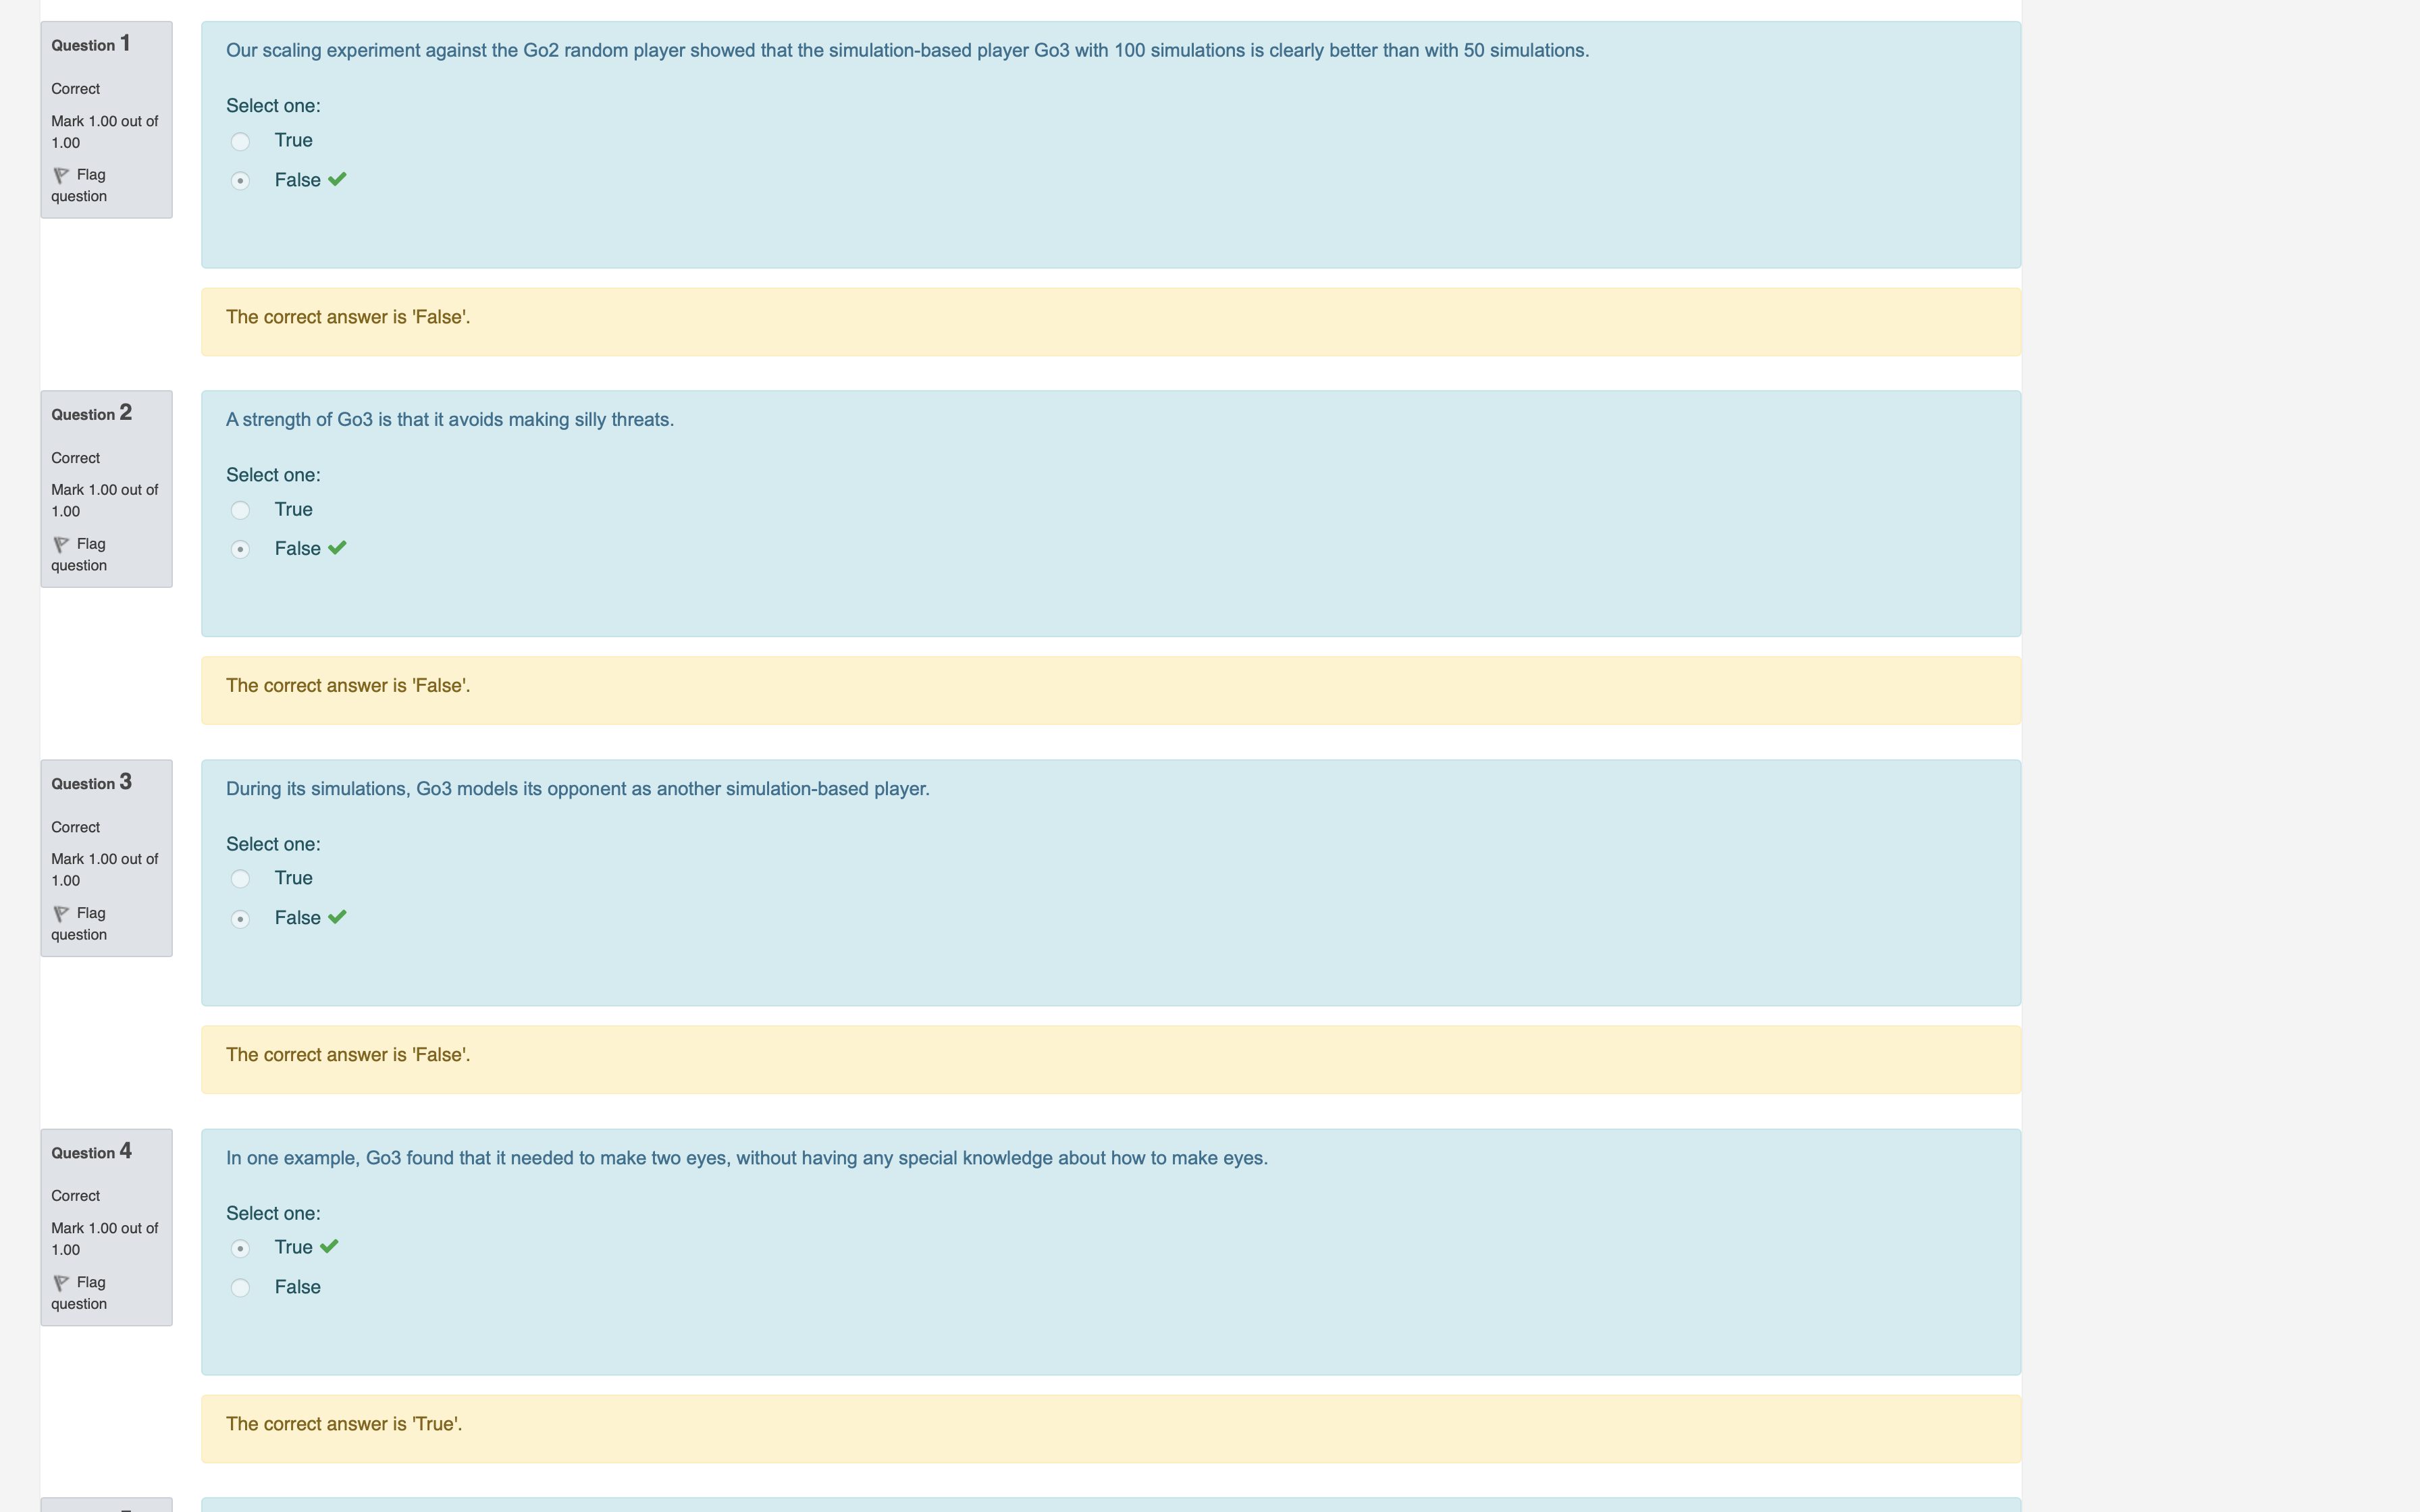 Question 1
Correct
Mark 1.00 out of
1.00
Flag
question
Our scaling experiment against the Go2 random player showed that the simulation-based player Go3 with 100 simulations is clearly better than with 50 simulations.
Select one:
True
False
The correct answer is 'False'.
Question 2
Correct
Mark 1.00 out of
1.00
Flag
question
A strength of Go3 is that it avoids making silly threats.
Select one:
True
False
The correct answer is 'False'.
Question 3
Correct
Mark 1.00 out of
1.00
Flag
question
During its simulations, Go3 models its opponent as another simulation-based player.
Select one:
True
False
The correct answer is 'False'.
Question 4
Correct
Mark 1.00 out of
1.00
Flag
question
In one example, Go3 found that it needed to make two eyes, without having any special knowledge about how to make eyes.
Select one:
True
False
The correct answer is 'True'.